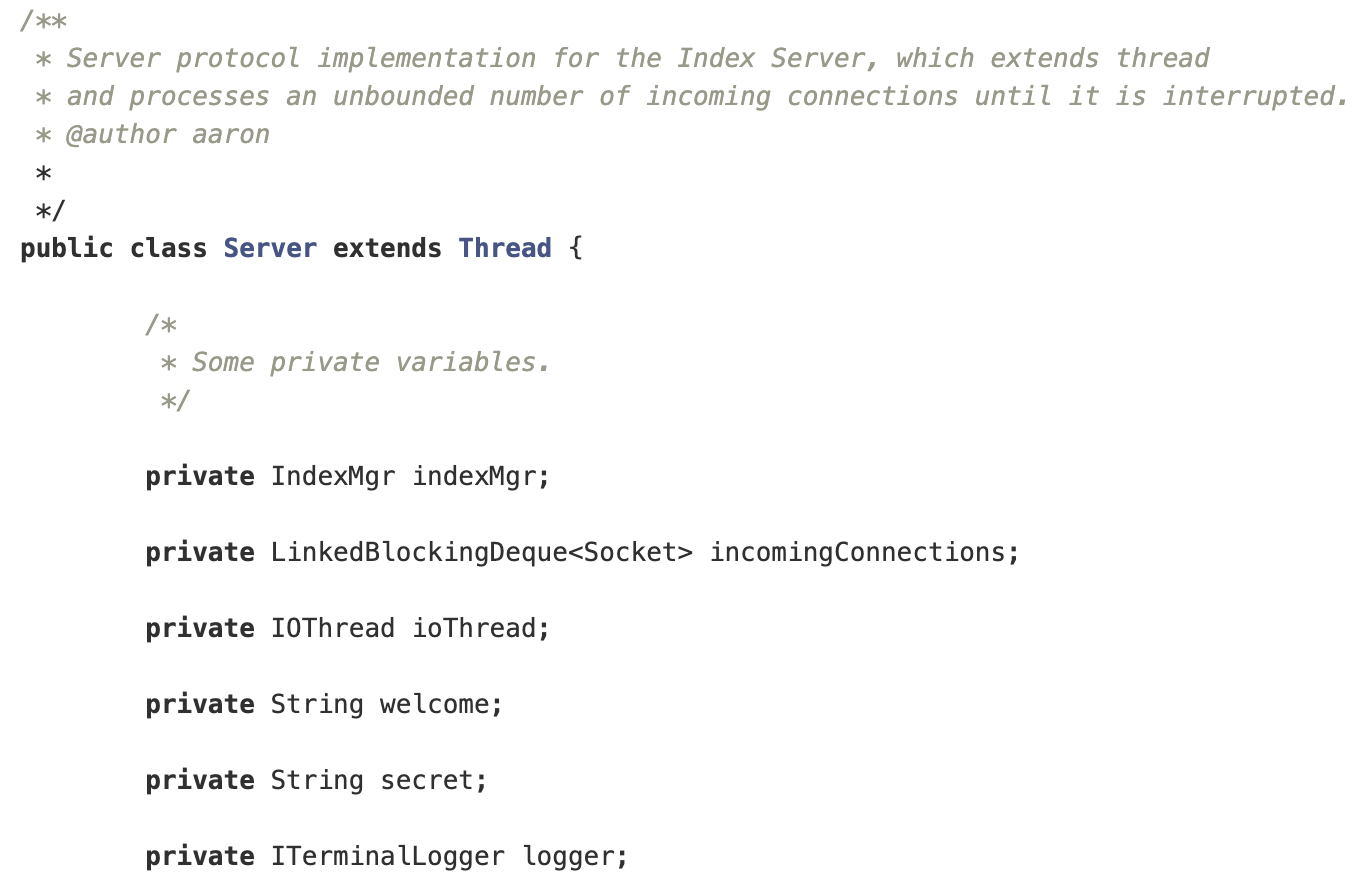 /**
 * Server protocol implementation for the Index Server, which extends thread
 * and processes an unbounded number of incoming connections until it is interrupted.
 * @author aaron
 *
 */
public class Server extends Thread {
        /*
         * Some private variables.
         */
        private IndexMgr indexMgr;
        private LinkedBlockingDeque<Socket> incomingConnections;
        private IOThread ioThread;
        private String welcome;
        private String secret;
        private ITerminalLogger logger;